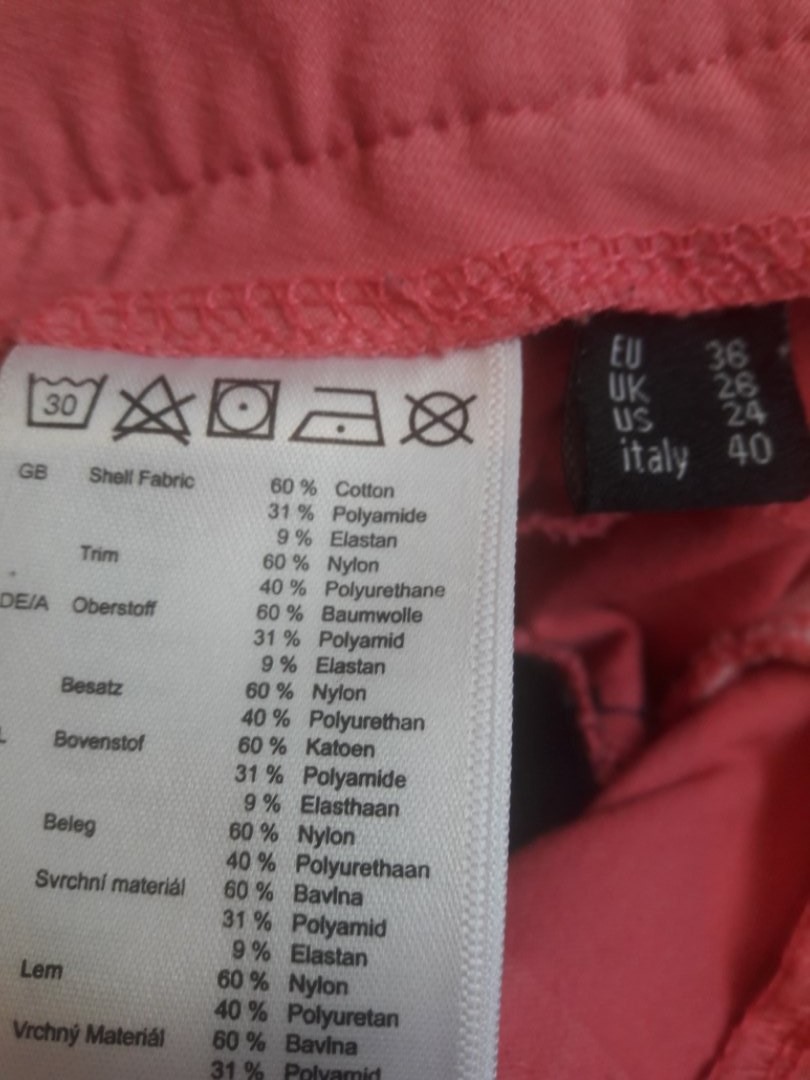 30
GB Shell Fabric 60 % Cotton
31 % Polyamide
9 % Elastan
Trim 60 % Nylon
40 % Polyurethane
DE/A Oberstoff 60 % Baumwolle
31 % Polyamid
9 % Elastan
Besatz 60 % Nylon
40 % Polyurethan
Bovenstof 60 % Katoen
31 % Polyamide
9 % Elasthaan
Beleg 60 % Nylon
40 % Polyurethaan
Svrchní materiál 60 % Bavlna
31 % Polyamid
9 % Elastan
Lem 60 % Nylon
40 % Polyuretan
Vrchný Materiál 60 % Bavlna
31 % Polyamid
EU 36
UK 28
US 24
italy 40